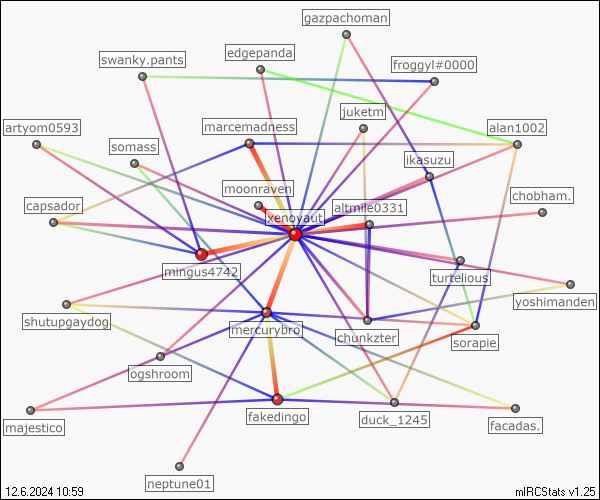 gazpachoman
swanky.pants
edgepanda
froggyl#0000
juketm
artyom0593
marcemadness
alan1002
somass
ikasuzu
moonraven
chobham.
capsador
xenoyaut
altmile0331
mingus4742
turtelious
yoshimanden
shutupgaydog
mercurybro
chunkzter
sorapie
ogshroom
majestico
fakedingo
duck_1245
facadas.
neptune01
12.6.2024 10:59
mIRCStats v1.25